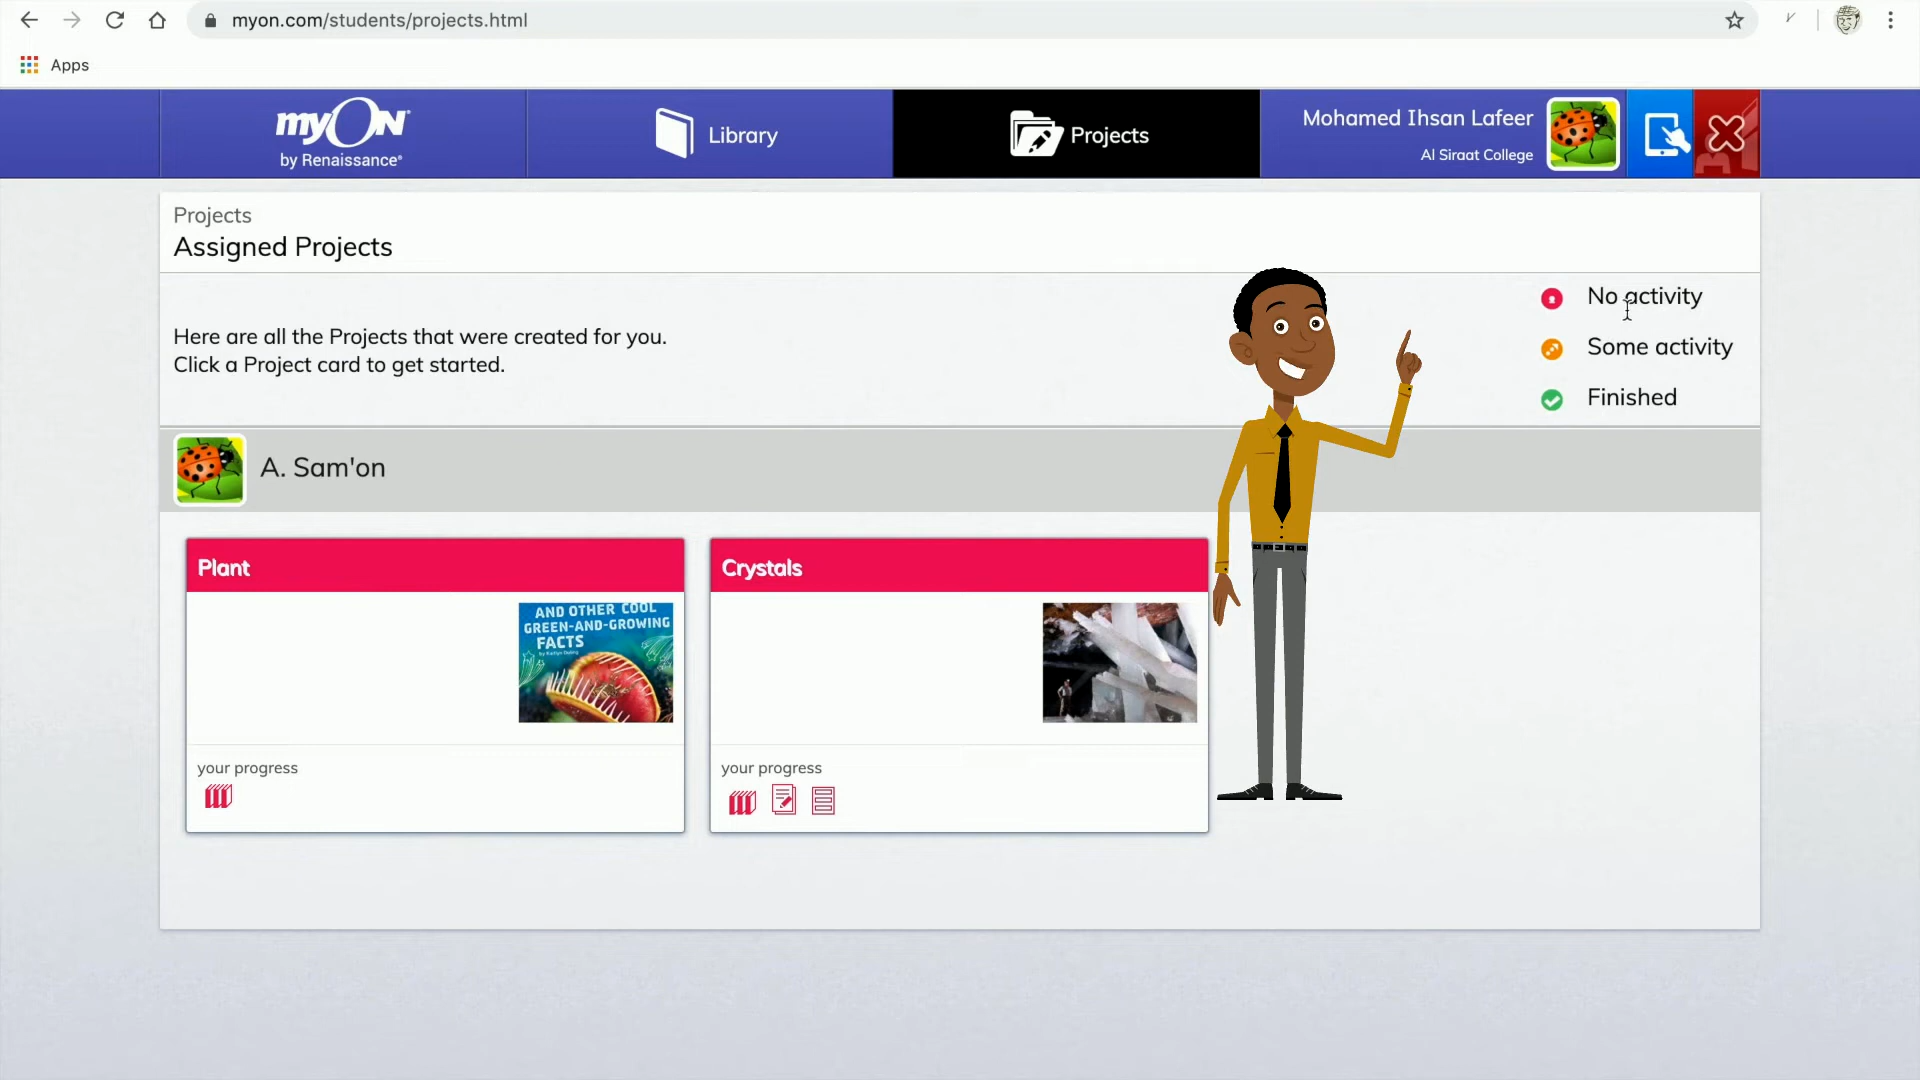 myon.com/students/projects.html
Apps
myON
by Renaissance®
Library
Projects
Mohamed Ihsan Lafeer
Al Siraat College
Projects
Assigned Projects
No activity
Some activity
Finished
Here are all the Projects that were created for you.
Click a Project card to get started.
A. Sam'on
Plant
AND OTHER COOL
GREEN-AND-GROWING
FACTS
your progress
Crystals
your progress